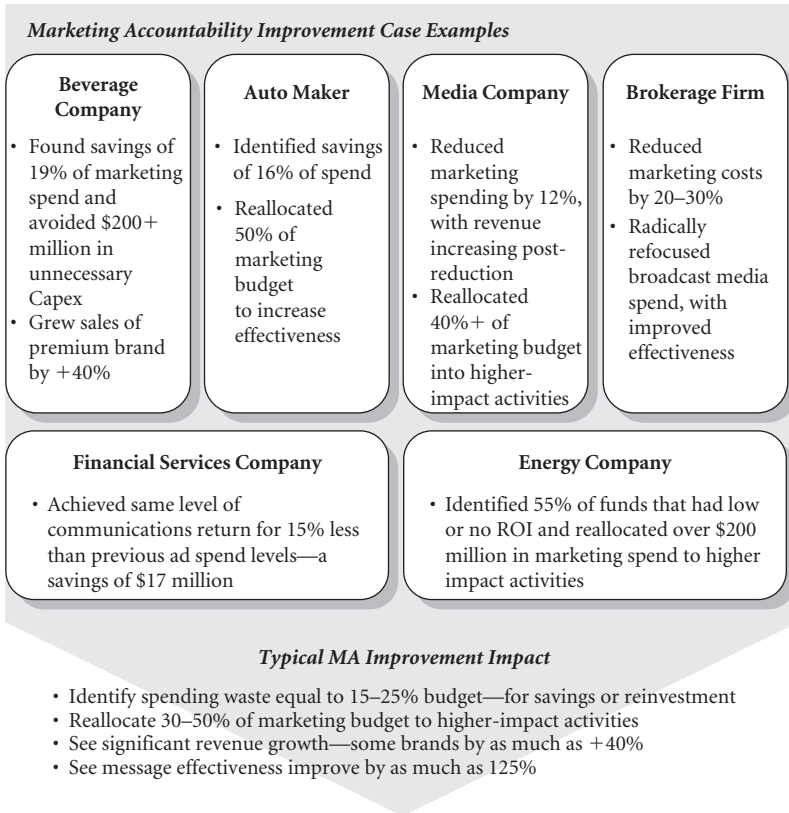 Marketing Accountability Improvement Case Examples
Beverage
Company
• Found savings of
19% of marketing
spend and
avoided $200+
million in
unnecessary
Capex
• Grew sales of
premium brand
by +40%
Auto Maker
• Identified savings
of 16% of spend
• Reallocated
50% of
marketing
budget
to increase
effectiveness
Media Company
• Reduced
marketing
spending by 12%,
with revenue
increasing post-
reduction
• Reallocated
40%+ of
marketing budget
into higher-
impact activities
Brokerage Firm
• Reduced
marketing costs
by 20–30%
• Radically
refocused
broadcast media
spend, with
improved
effectiveness
Financial Services Company
• Achieved same level of
communications return for 15% less
than previous ad spend levels—a
savings of $17 million
Energy Company
• Identified 55% of funds that had low
or no ROI and reallocated over $200
million in marketing spend to higher
impact activities
Typical MA Improvement Impact
• Identify spending waste equal to 15–25% budget—for savings or reinvestment
• Reallocate 30–50% of marketing budget to higher-impact activities
• See significant revenue growth—some brands by as much as +40%
• See message effectiveness improve by as much as 125%